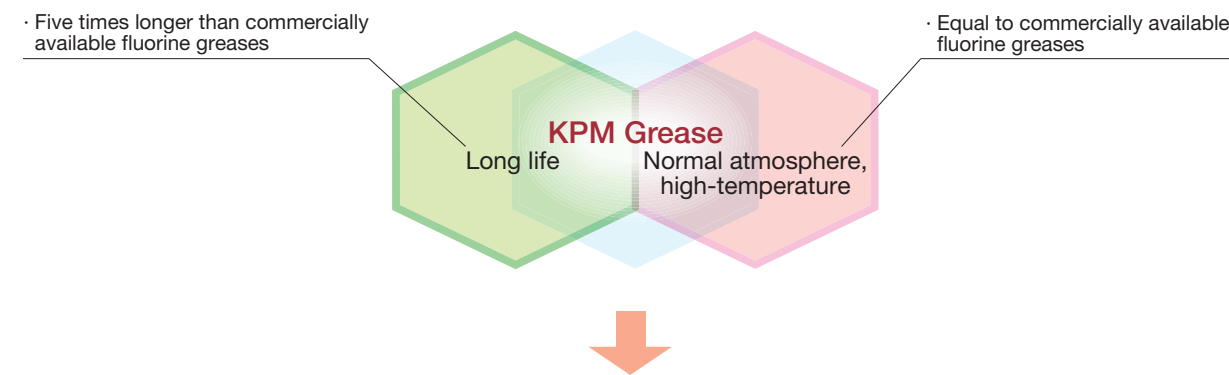 · Five times longer than commercially
available fluorine greases
· Equal to commercially available
fluorine greases
KPM Grease
Long life
Normal atmosphere,
high-temperature